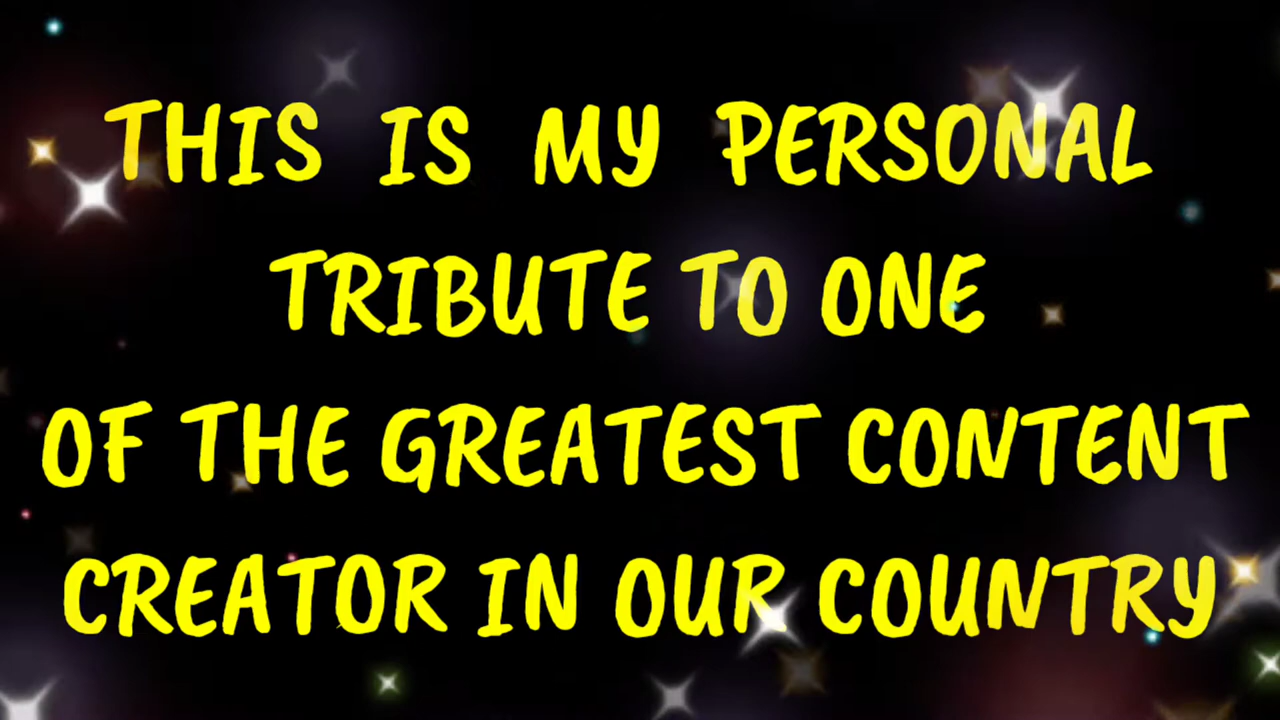 THIS IS MY PERSONAL
TRIBUTE TO ONE
OF THE GREATEST CONTENT
CREATOR IN OUR COUNTRY